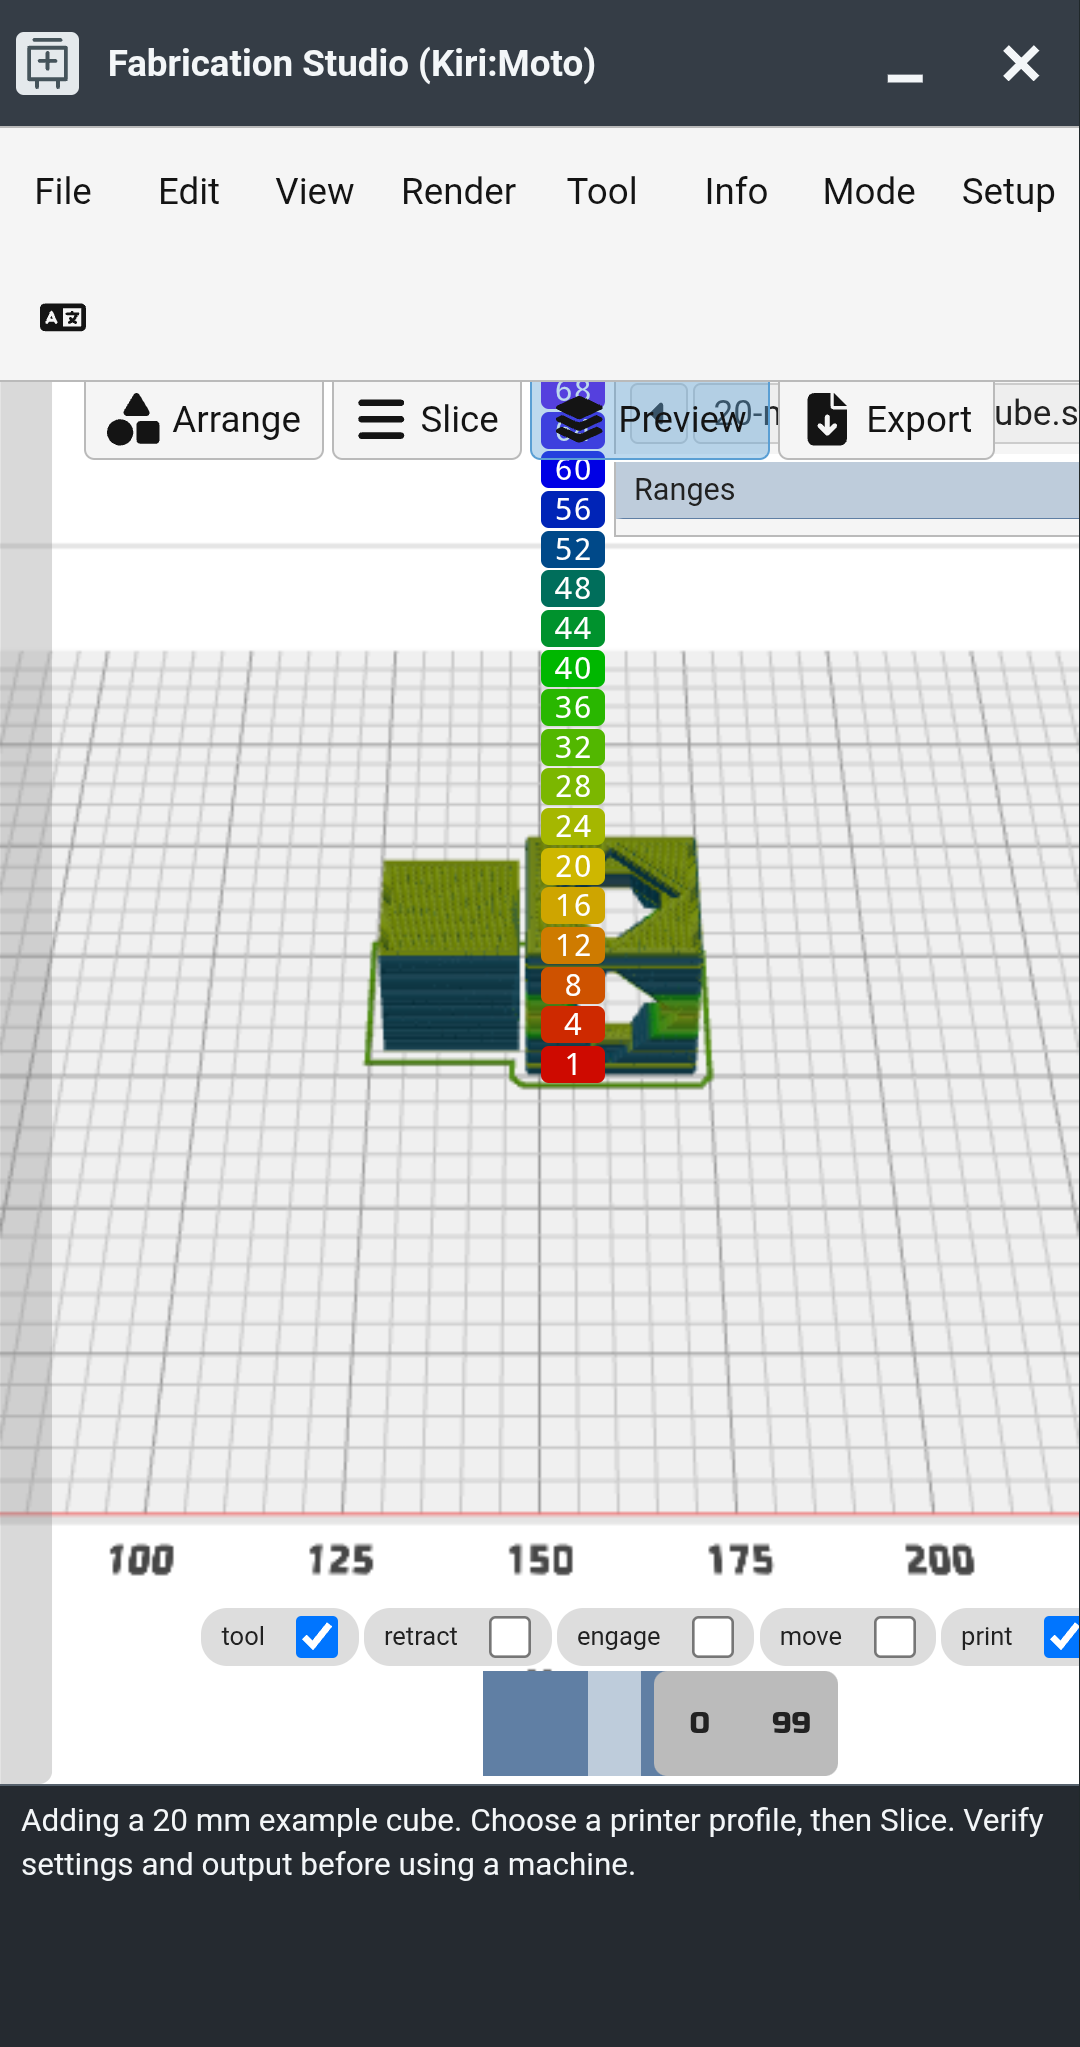 Fabrication Studio (Kiri:Moto)
File Edit View Render Tool Info Mode Setup
Arrange Slice Preview Export
68
60
Ranges
56
52
48
44
40
36
32
28
24
20
16
12
8
4
1
100 125 150 175 200
tool retract engage move print
0 99
Adding a 20 mm example cube. Choose a printer profile, then Slice. Verify
settings and output before using a machine.